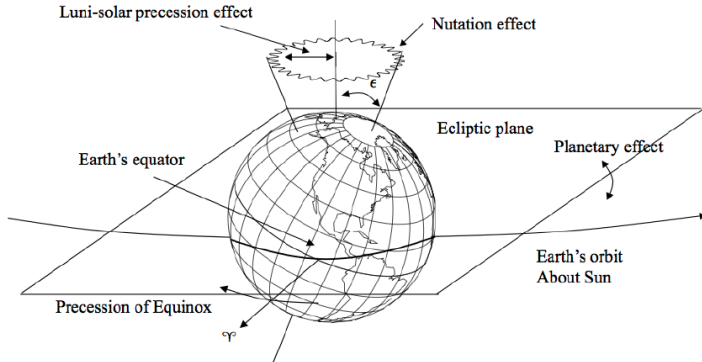 Luni-solar precession effect
Nutation effect
ϵ
Ecliptic plane
Planetary effect
Earth's equator
Earth's orbit
About Sun
Precession of Equinox
♈